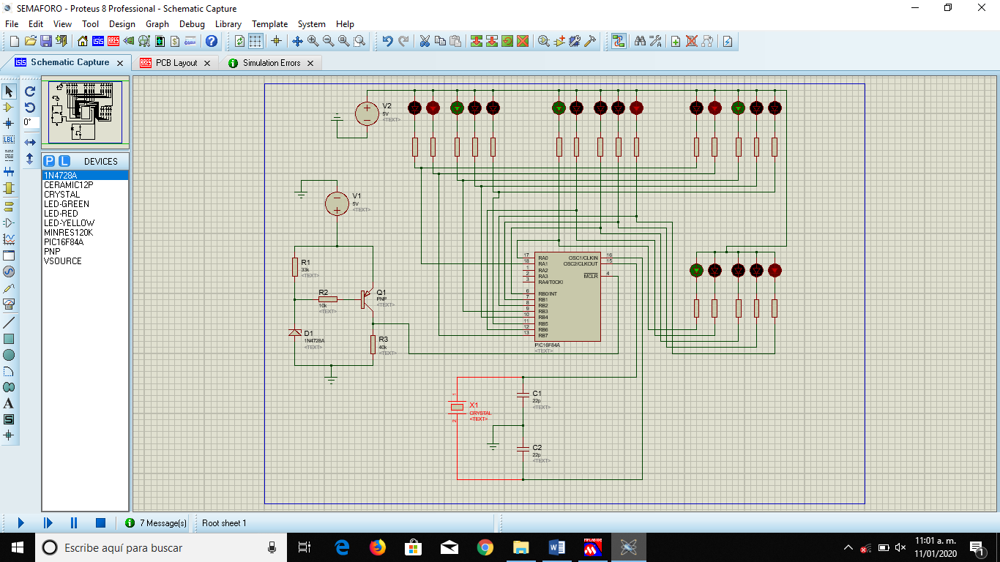 SEMAFORO - Proteus 8 Professional - Schematic Capture
File Edit View Tool Design Graph Debug Library Template System Help
Schematic Capture
PCB Layout
Simulation Errors
0°
LBL
P L DEVICES
1N4728A
CERAMIC12P
CRYSTAL
LED-GREEN
LED-RED
LED-YELLOW
MINRES120K
PIC16F84A
PNP
VSOURCE
V2
5V
<TEXT>
V1
5V
<TEXT>
R1
33k
<TEXT>
R2
10k
<TEXT>
Q1
PNP
<TEXT>
D1
1N4728A
<TEXT>
R3
40k
<TEXT>
17 RA0 OSC1/CLKIN 16
18 RA1 OSC2/CLKOUT 15
1 RA2
2 RA3 MCLR 4
3 RA4/T0CKI
6 RB0/INT
7 RB1
8 RB2
9 RB3
10 RB4
11 RB5
12 RB6
13 RB7
PIC16F84A
<TEXT>
1
X1
CRYSTAL
<TEXT>
2
C1
22p
<TEXT>
C2
22p
<TEXT>
7 Message(s)
Root sheet 1
Escribe aquí para buscar
11:01 a. m.
11/01/2020
1